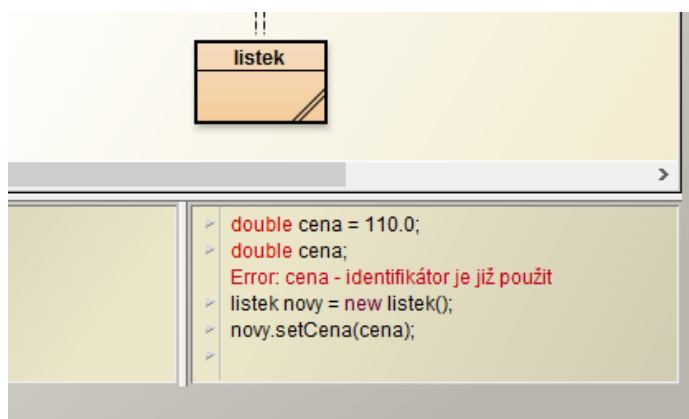 listek
double cena = 110.0;
double cena;
Error: cena - identifikátor je již použit
listek novy = new listek();
novy.setCena(cena);